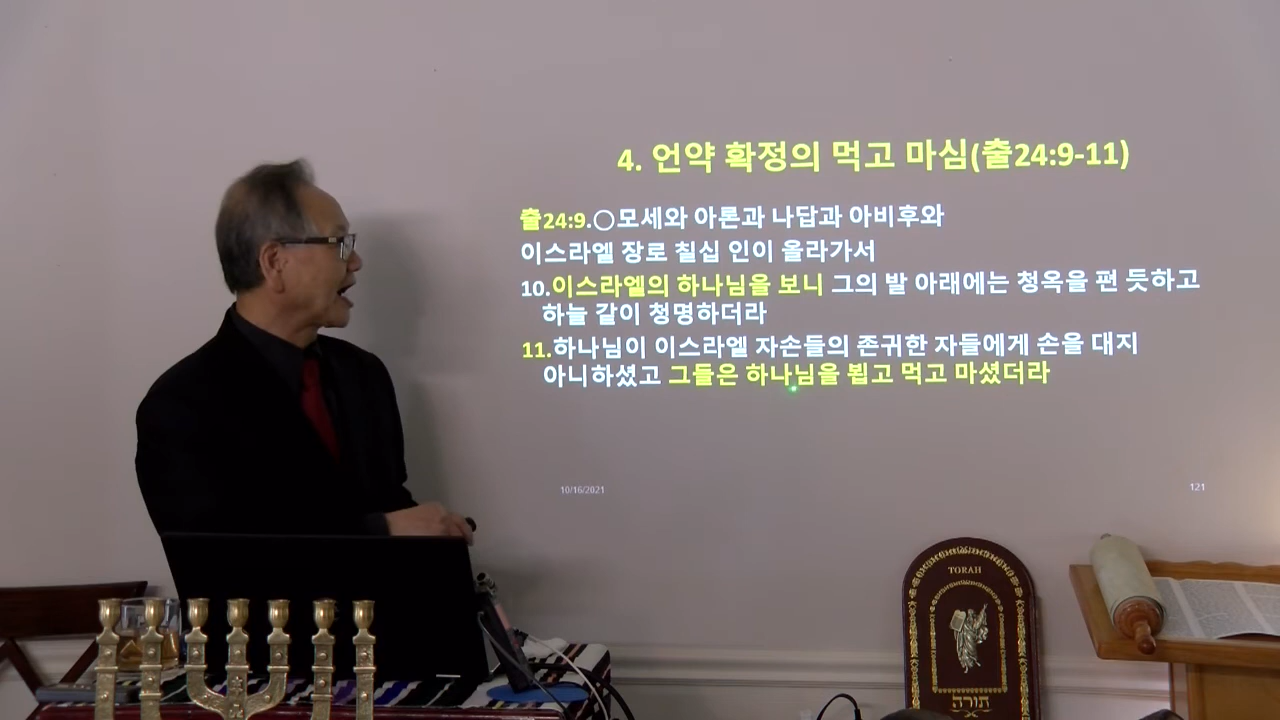 4. 언약 확정의 먹고 마심(출24:9-11)
출24:9.○모세와 아론과 나답과 아비후와
이스라엘 장로 칠십 인이 올라가서
10.이스라엘의 하나님을 보니 그의 발 아래에는 청옥을 편 듯하고
하늘 같이 청명하더라
11.하나님이 이스라엘 자손들의 존귀한 자들에게 손을 대지
아니하셨고 그들은 하나님을 뵙고 먹고 마셨더라
10/16/2021
121
TORAH
תורה